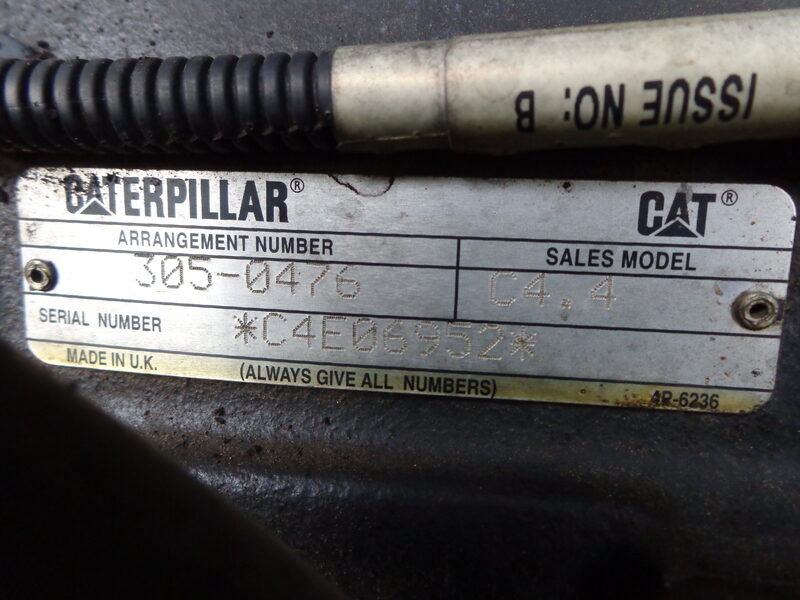 ISSUE NO: B
CATERPILLAR® CAT®
ARRANGEMENT NUMBER
305-0476
SALES MODEL
C4.4
SERIAL NUMBER *C4E06952*
MADE IN U.K.
(ALWAYS GIVE ALL NUMBERS)
4P-6236